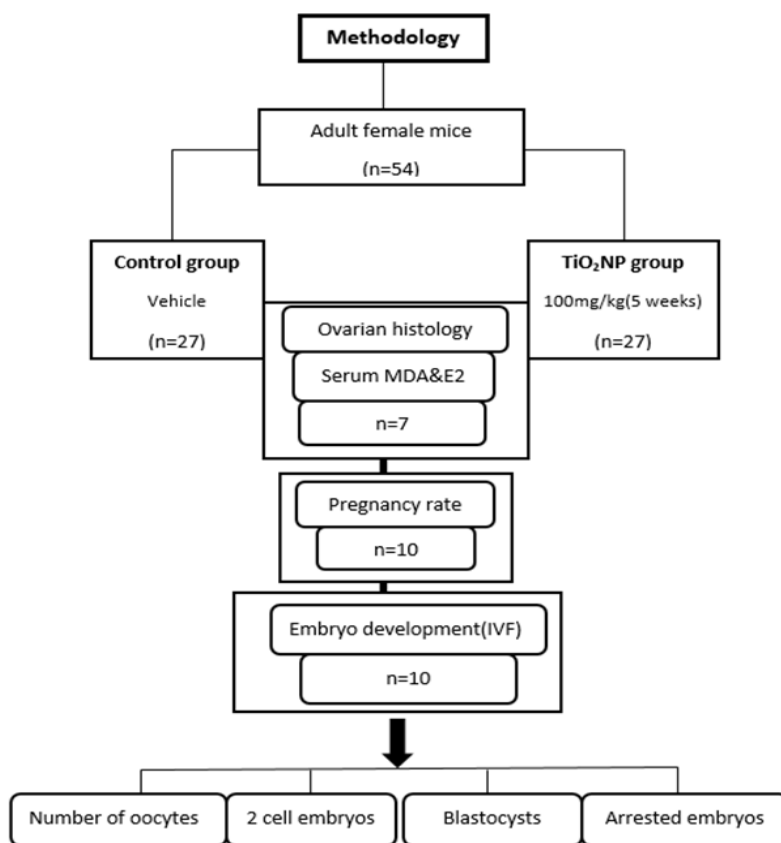 Methodology
Adult female mice
(n=54)
Control group
Vehicle
(n=27)
TiO₂NP group
100mg/kg(5 weeks)
(n=27)
Ovarian histology
Serum MDA&E2
n=7
Pregnancy rate
n=10
Embryo development(IVF)
n=10
Number of oocytes
2 cell embryos
Blastocysts
Arrested embryos